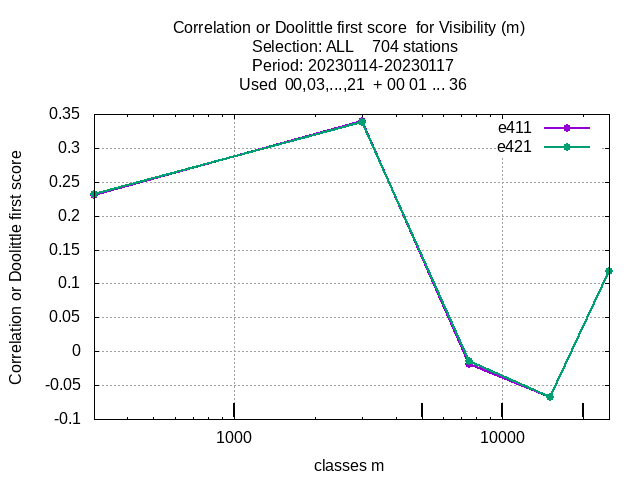 Correlation or Doolittle first score  for Visibility (m)
Selection: ALL    704 stations
Period: 20230114-20230117
Used  00,03,...,21  + 00 01 ... 36
Correlation or Doolittle first score
0.35
0.3
0.25
0.2
0.15
0.1
0.05
0
-0.05
-0.1
e411
e421
1000
10000
classes m